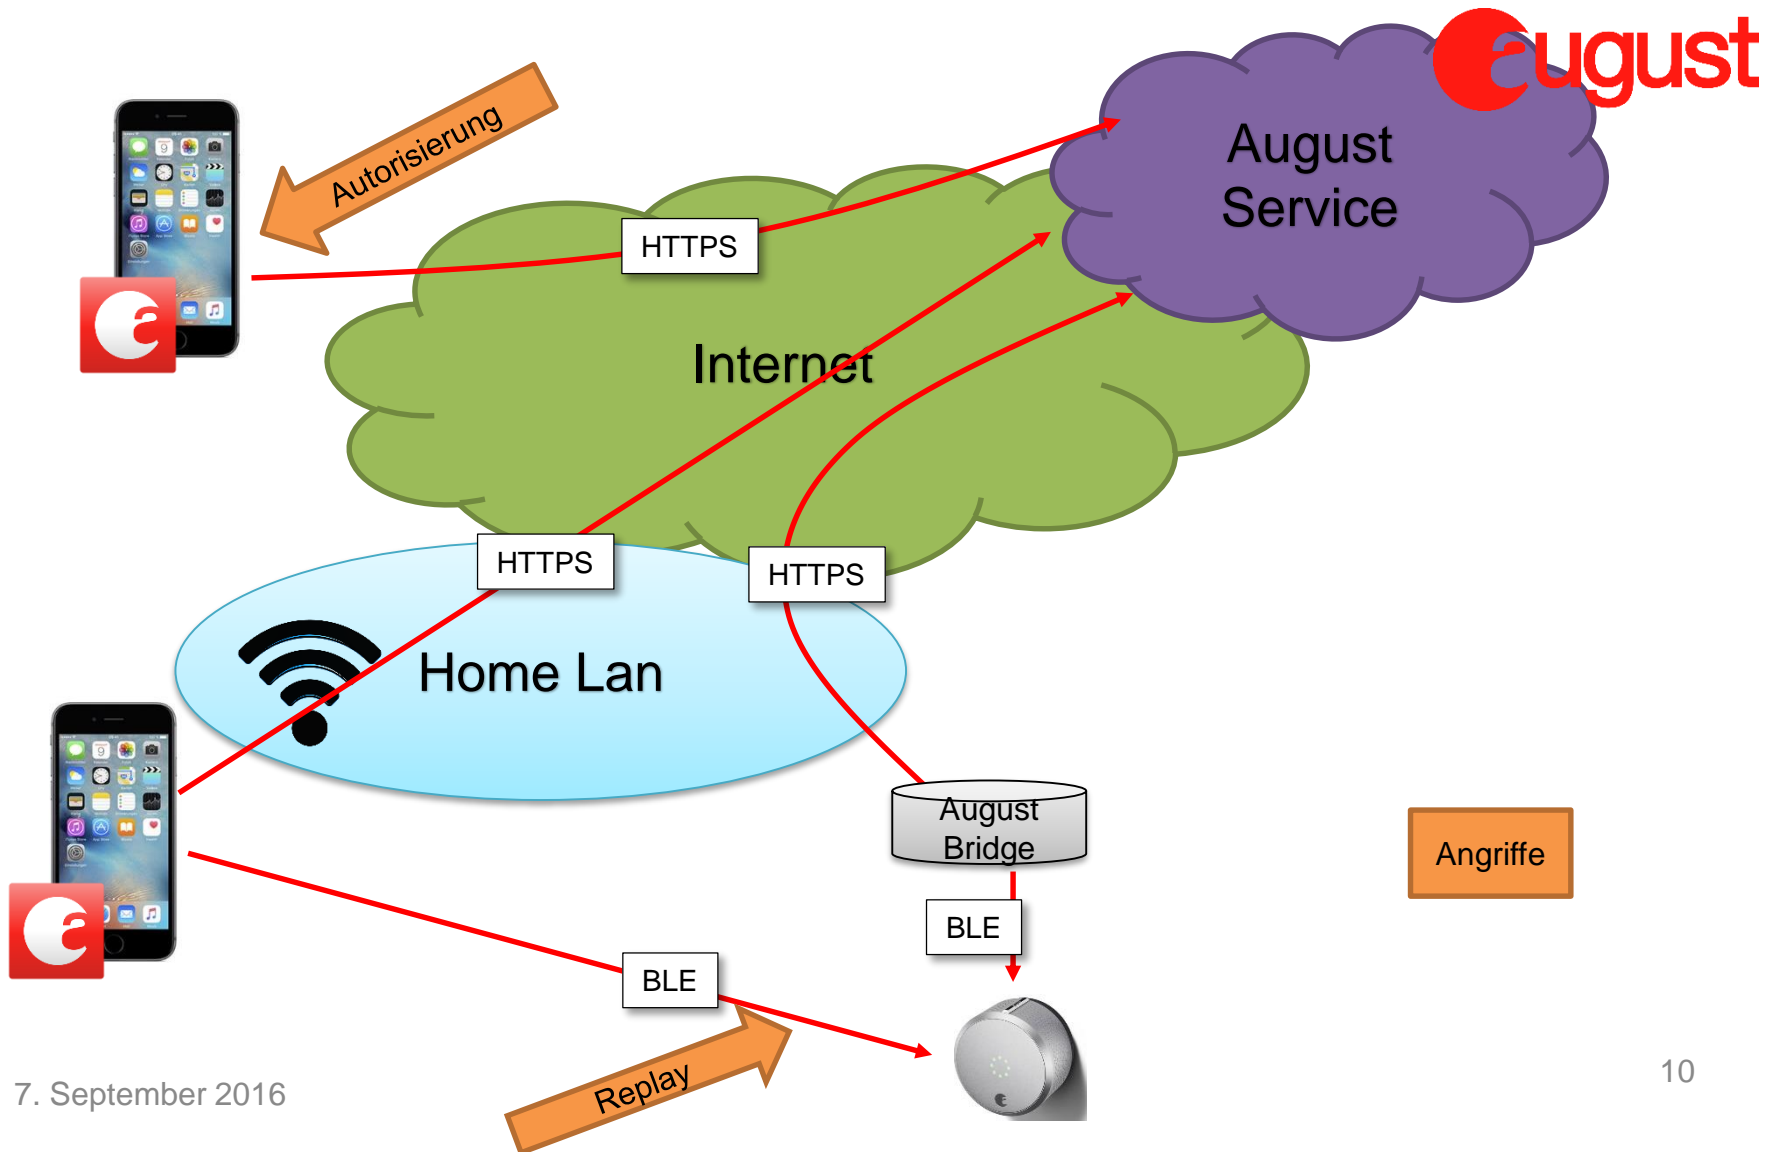 august
August
Service
Autorisierung
HTTPS
Internet
HTTPS
HTTPS
Home Lan
August
Bridge
Angriffe
BLE
BLE
Replay
7. September 2016
10